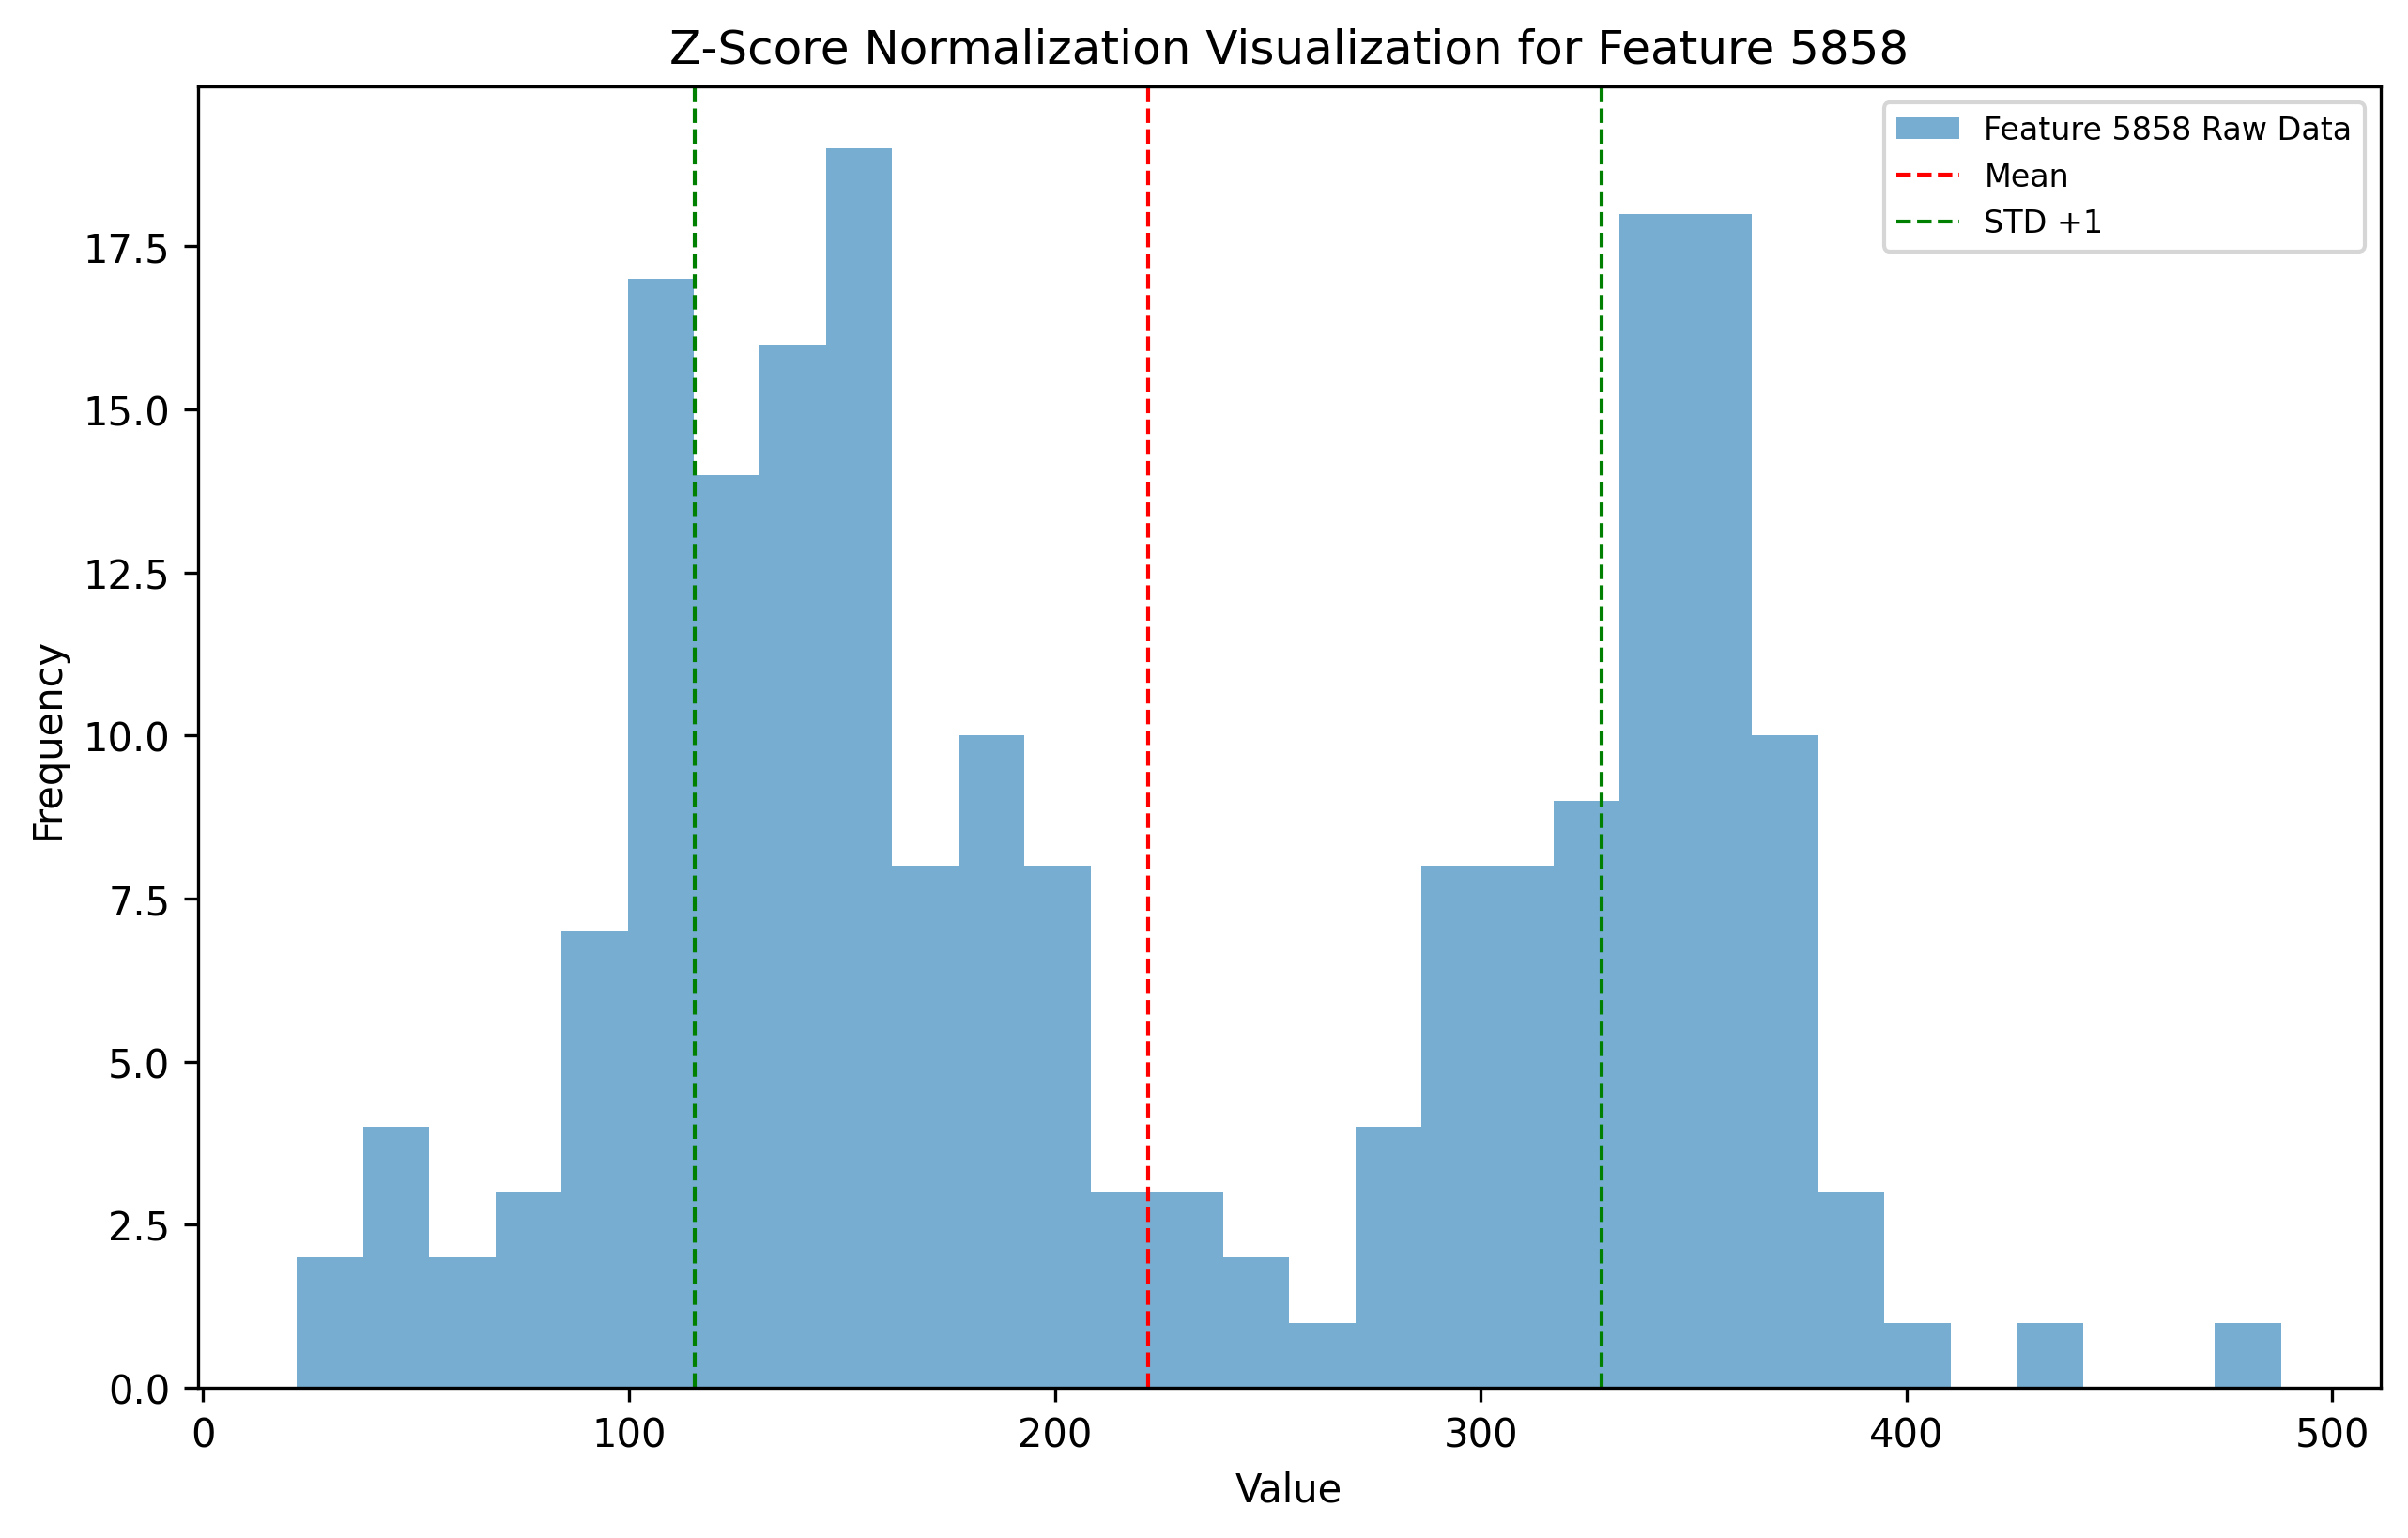 Z-Score Normalization Visualization for Feature 5858
Feature 5858 Raw Data
Mean
STD +1
17.5
15.0
12.5
10.0
7.5
5.0
2.5
0.0
Frequency
0 100 200 300 400 500
Value